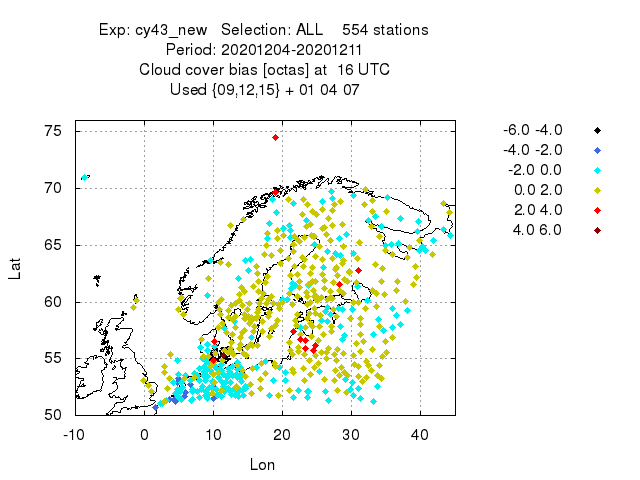 Exp: cy43_new   Selection: ALL    554 stations
Period: 20201204-20201211
Cloud cover bias [octas] at  16 UTC
Used {09,12,15} + 01 04 07
-6.0 -4.0
-4.0 -2.0
-2.0 0.0
0.0 2.0
2.0 4.0
4.0 6.0
75
70
65
60
55
50
Lat
-10 0 10 20 30 40
Lon